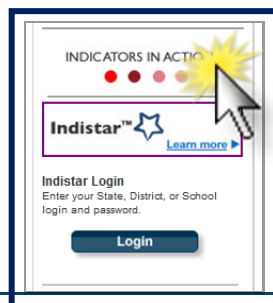 INDICATORS IN ACTION
Indistar™
Learn more
Indistar Login
Enter your State, District, or School
login and password.
Login